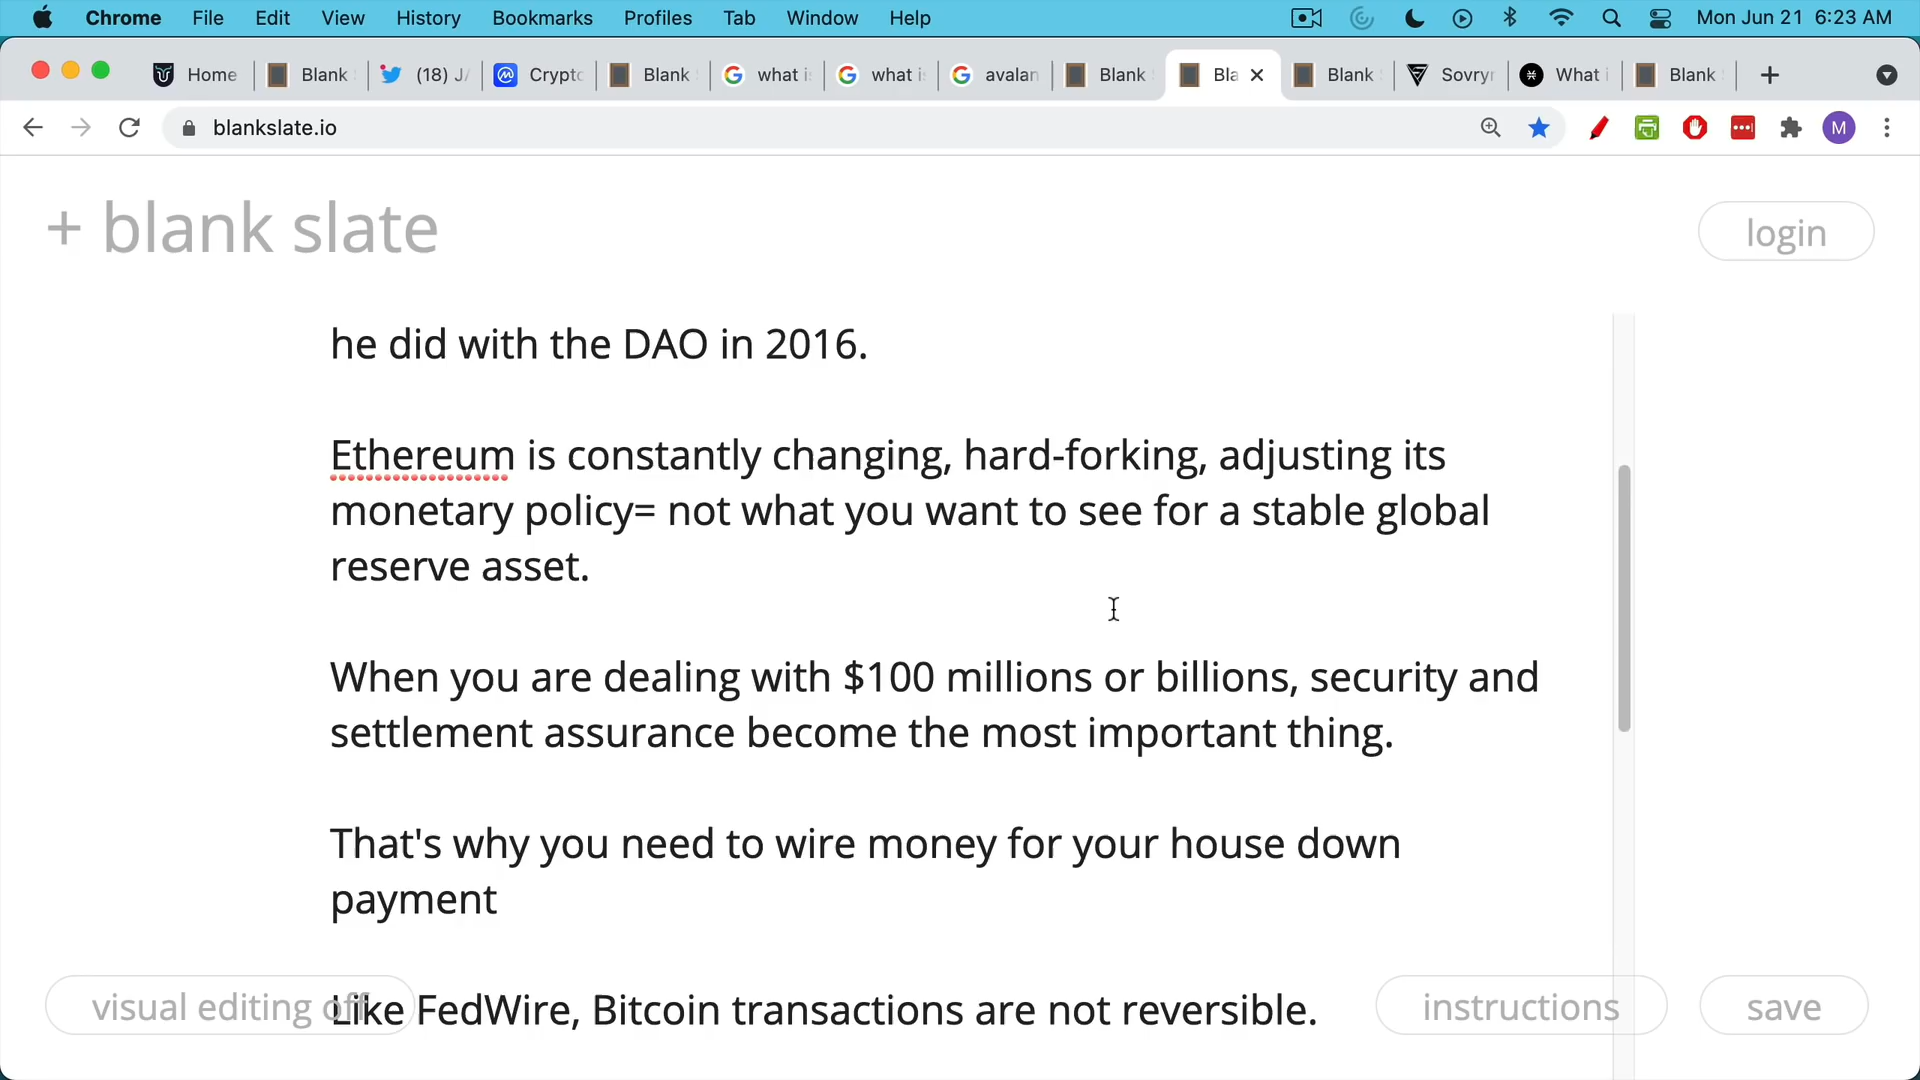 Chrome File Edit View History Bookmarks Profiles Tab Window Help Mon Jun 21 6:23 AM
Home Blank (18) J Crypto Blank what i what i avalan Blank Bla Blank Sovryn What i Blank
blankslate.io M
+ blank slate login
he did with the DAO in 2016.
Ethereum is constantly changing, hard-forking, adjusting its
monetary policy= not what you want to see for a stable global
reserve asset.
When you are dealing with $100 millions or billions, security and
settlement assurance become the most important thing.
That's why you need to wire money for your house down
payment
Like FedWire, Bitcoin transactions are not reversible.
visual editing off instructions save